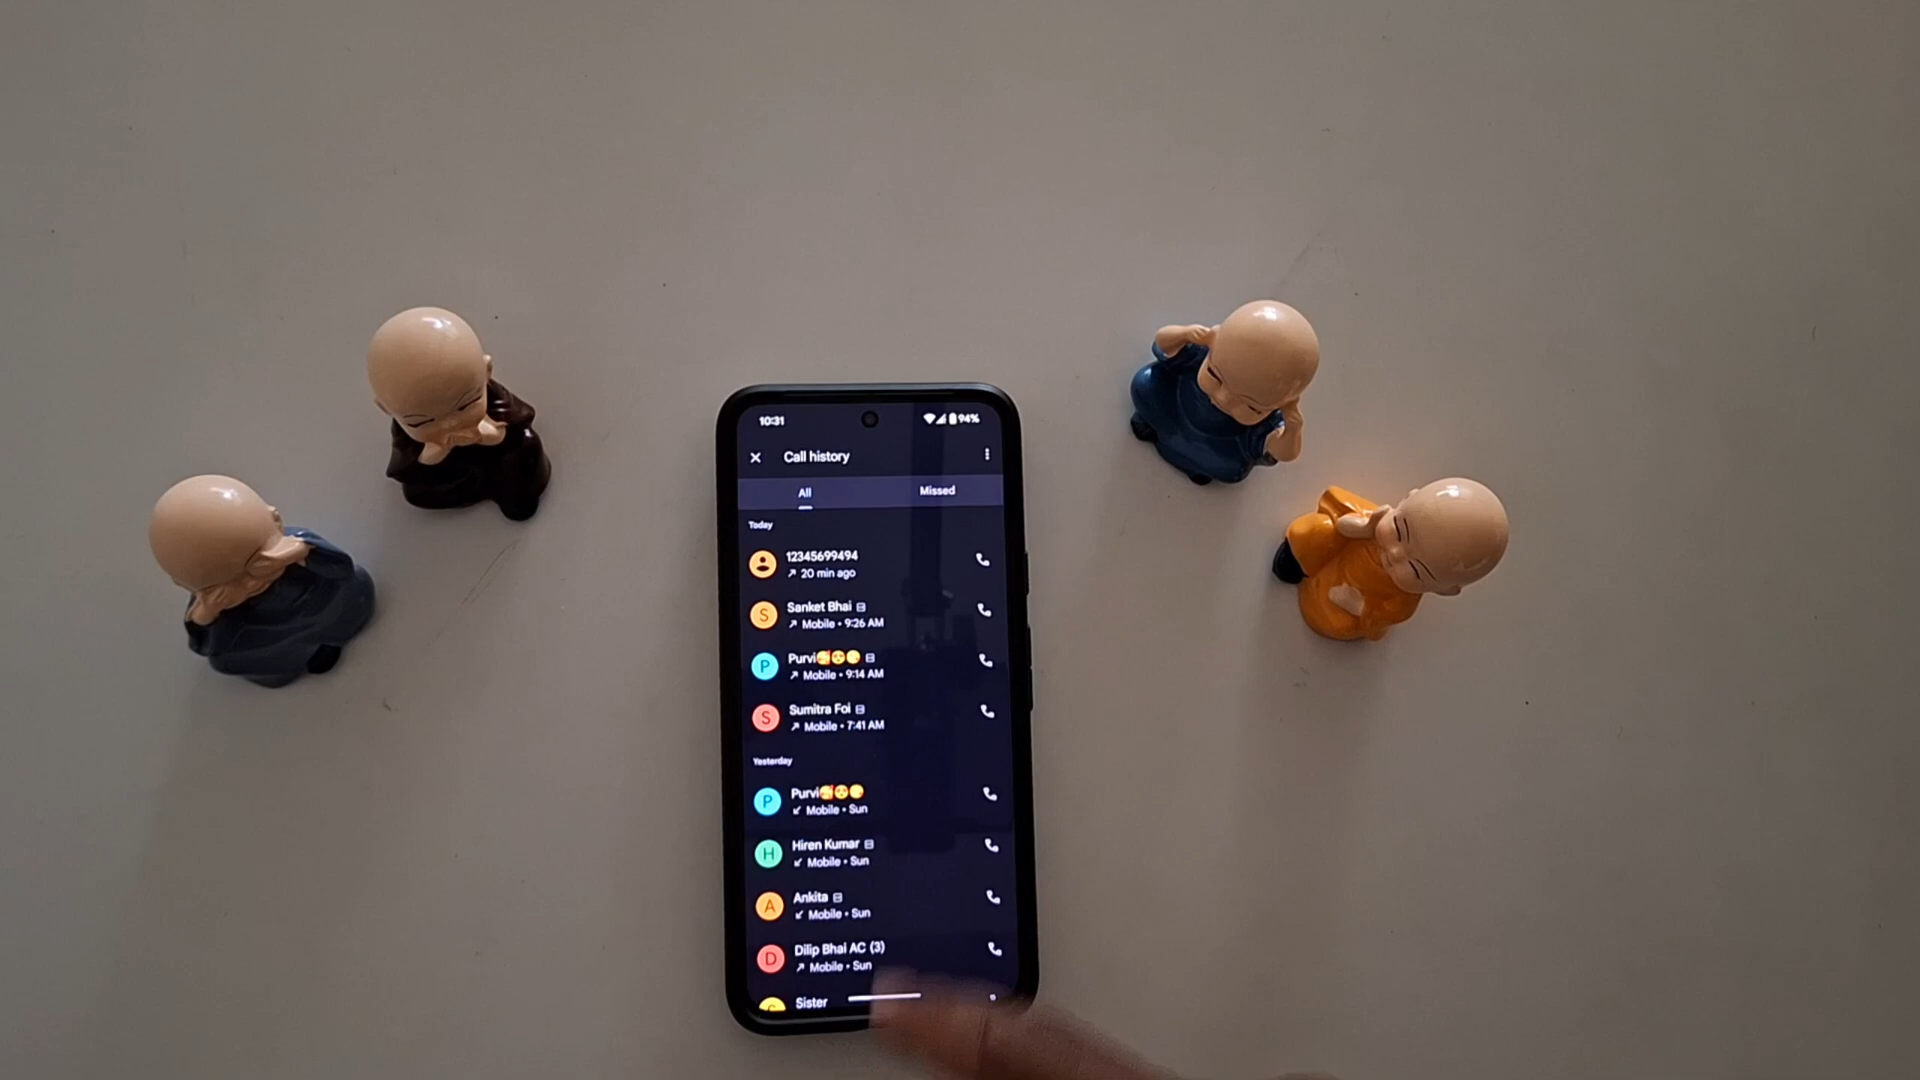 10:31 94%
Call history
All Missed
Today
12345699494
20 min ago
S Sanket Bhai
Mobile • 9:26 AM
P Purvi🥰😍😘
Mobile • 9:14 AM
S Sumitra Foi
Mobile • 7:41 AM
Yesterday
P Purvi🥰😍😘
Mobile • Sun
H Hiren Kumar
Mobile • Sun
A Ankita
Mobile • Sun
D Dilip Bhai AC (3)
Mobile • Sun
Sister